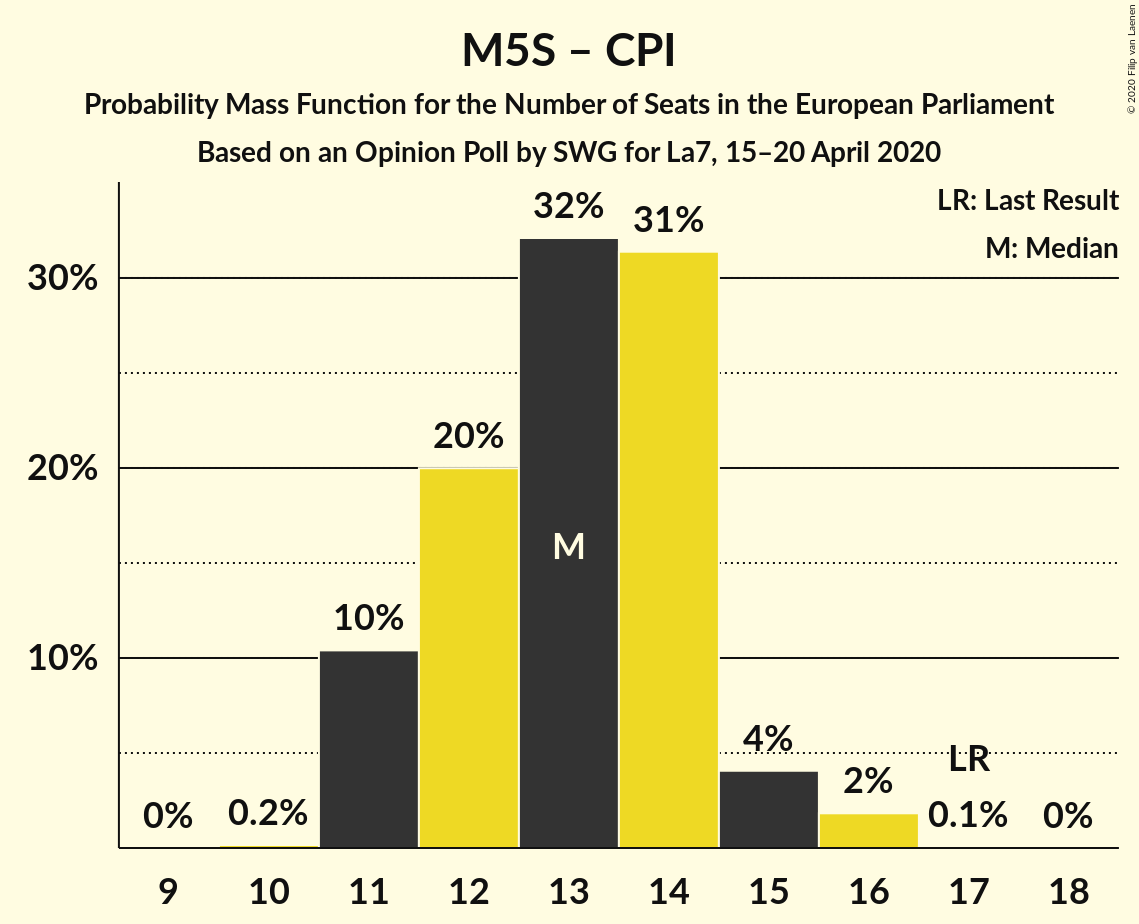 M5S – CPI
Probability Mass Function for the Number of Seats in the European Parliament
Based on an Opinion Poll by SWG for La7, 15–20 April 2020
© 2020 Filip van Laenen
LR: Last Result
M: Median
30%
20%
10%
0%
0.2%
10%
20%
32%
M
31%
4%
2%
LR
0.1%
0%
9
10
11
12
13
14
15
16
17
18